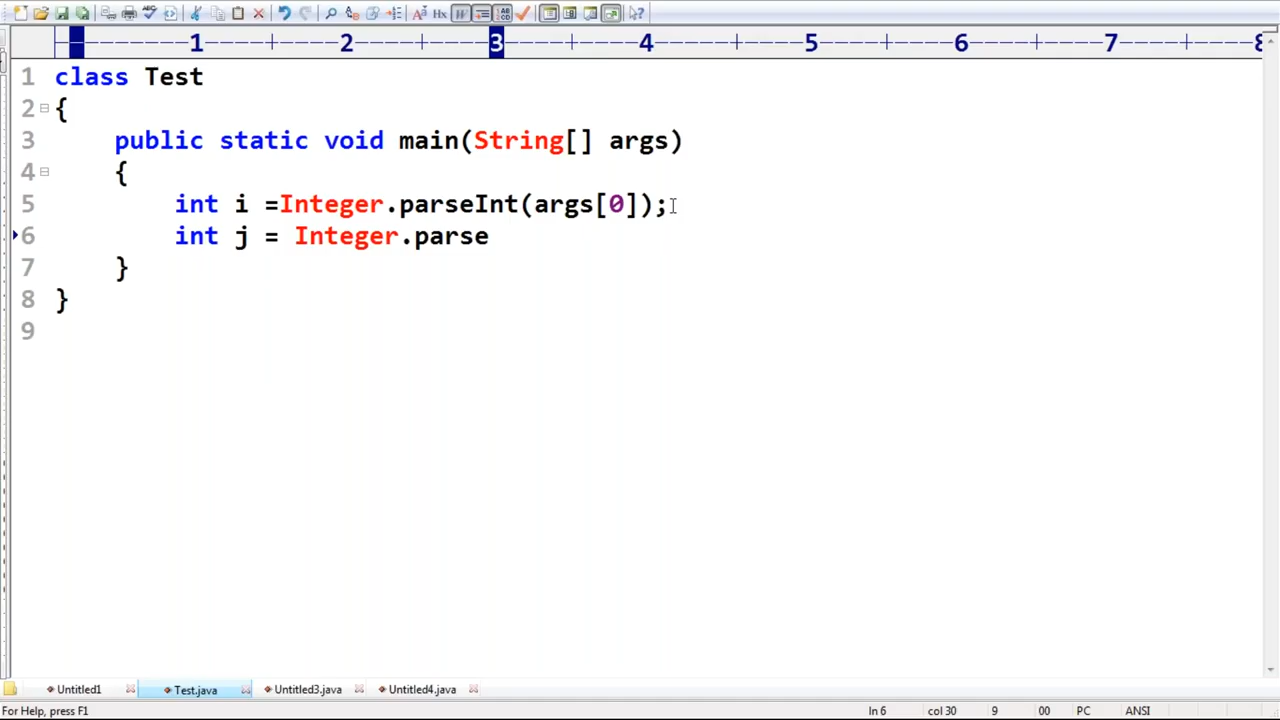 1 2 3 4 5 6 7 8
1 class Test
2 {
3 public static void main(String[] args)
4 {
5 int i =Integer.parseInt(args[0]);
6 int j = Integer.parse
7 }
8 }
9
Untitled1 Test.java Untitled3.java Untitled4.java
For Help, press F1 ln 6 col 30 9 00 PC ANSI